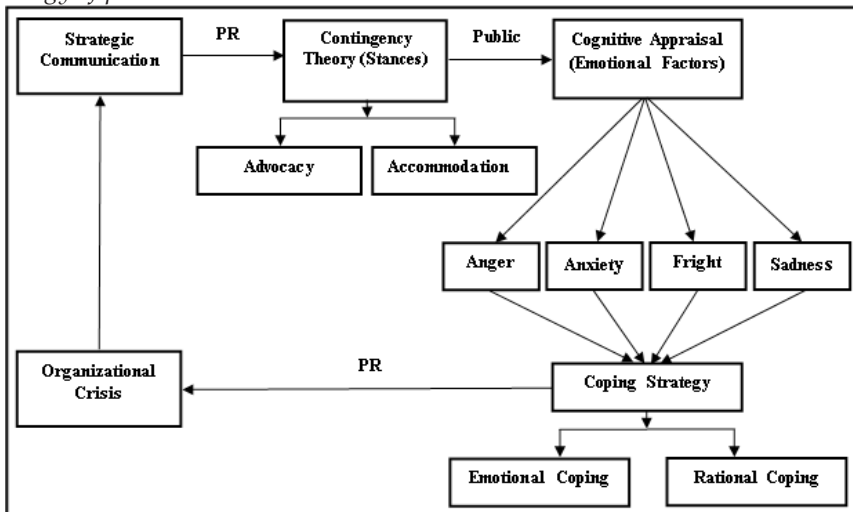 Strategic
Communication
PR
Contingency
Theory (Stances)
Public
Cognitive Appraisal
(Emotional Factors)
Advocacy
Accommodation
Anger
Anxiety
Fright
Sadness
Organizational
Crisis
PR
Coping Strategy
Emotional Coping
Rational Coping